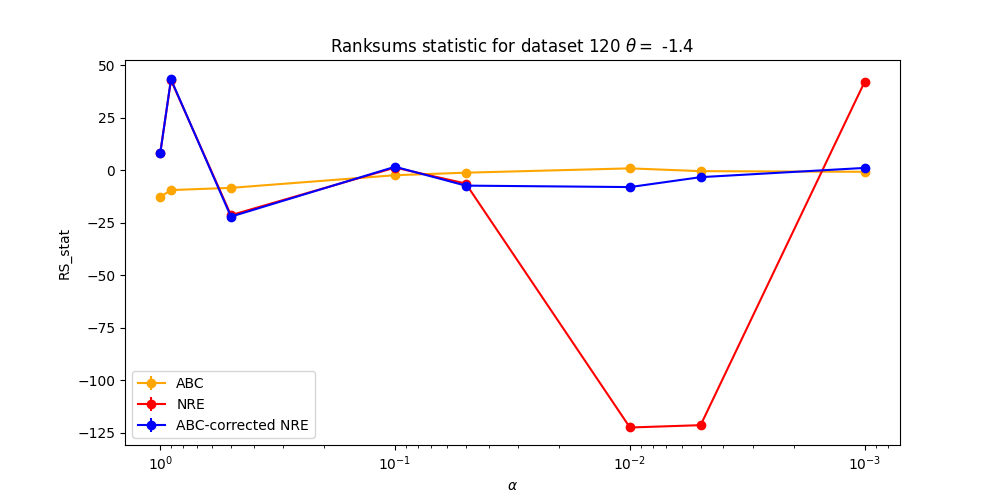 Ranksums statistic for dataset 120 θ = -1.4
RS_stat
50
25
0
−25
−50
−75
−100
−125
ABC
NRE
ABC-corrected NRE
10⁰
10⁻¹
10⁻²
10⁻³
α